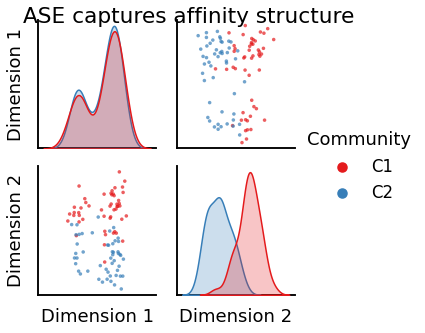 ASE captures affinity structure
Dimension 1
Dimension 2
Dimension 1
Dimension 2
Community
C1
C2